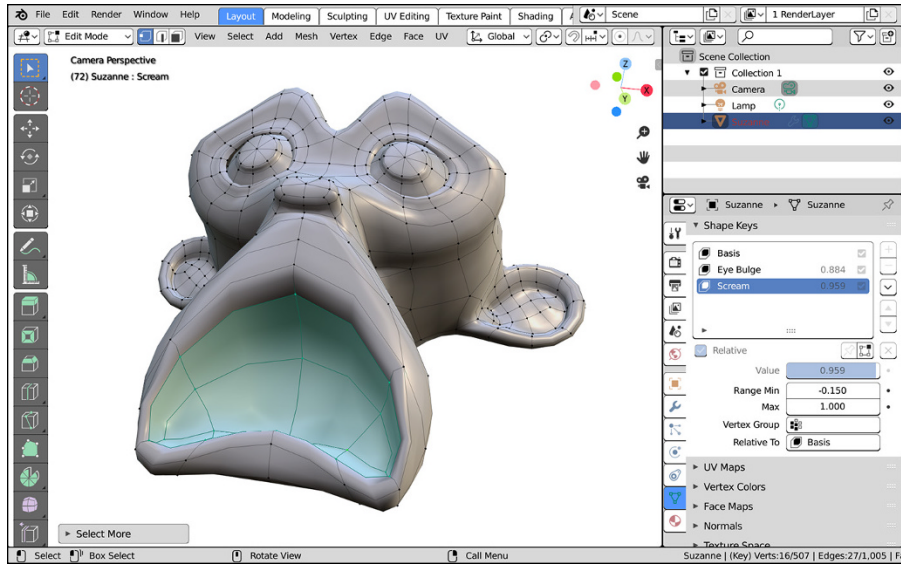 File Edit Render Window Help Layout Modeling Sculpting UV Editing Texture Paint Shading Scene 1 RenderLayer
Edit Mode View Select Add Mesh Vertex Edge Face UV Global
Camera Perspective
(72) Suzanne : Scream
Z
X
Y
Scene Collection
Collection 1
Camera
Lamp
Suzanne
Suzanne Suzanne
Shape Keys
Basis
Eye Bulge 0.884
Scream 0.959
Relative
Value 0.959
Range Min -0.150
Max 1.000
Vertex Group
Relative To Basis
UV Maps
Vertex Colors
Face Maps
Normals
Texture Space
Select More
Select Box Select Rotate View Call Menu Suzanne | (Key) Verts:16/507 | Edges:27/1,005 |